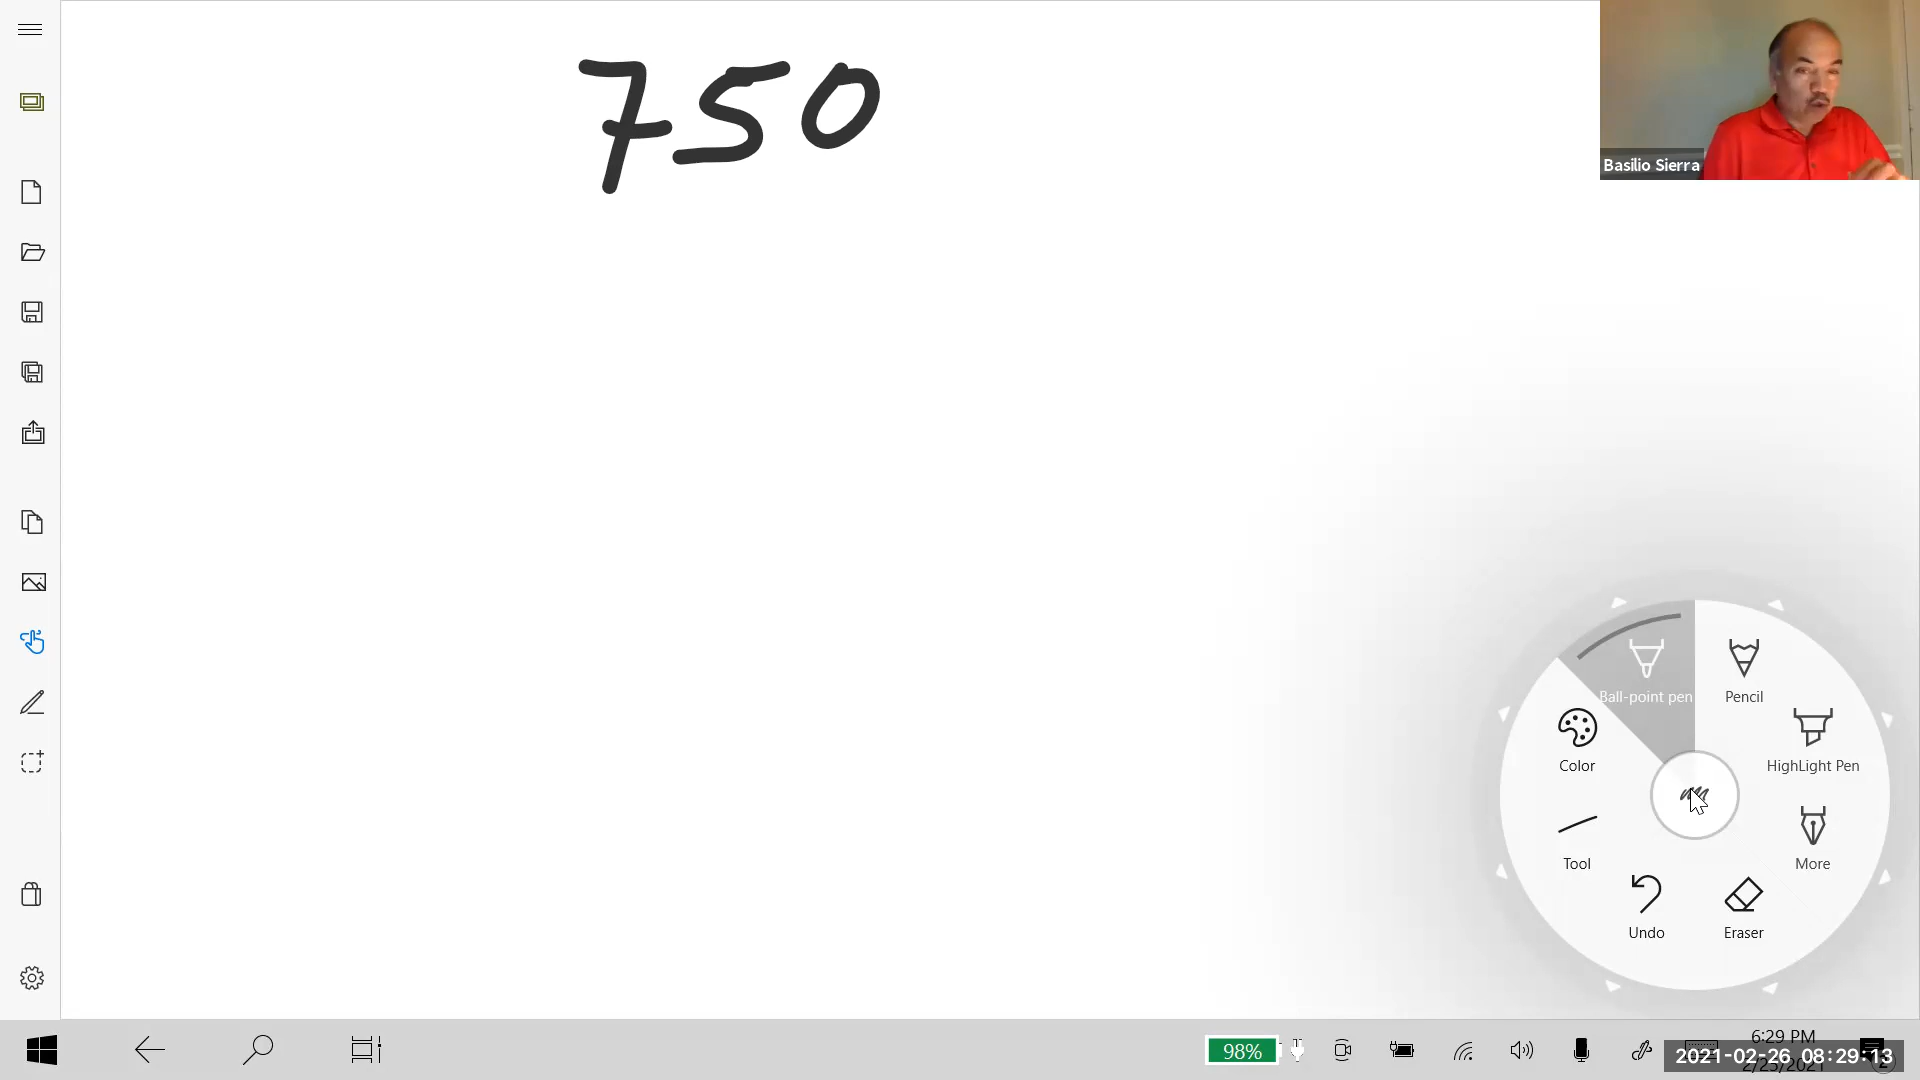 750
Basilio Sierra
Ball-point pen
Pencil
Color
HighLight Pen
Tool
More
Undo
Eraser
98%
6:29 PM
2021-02-26 08:29:13